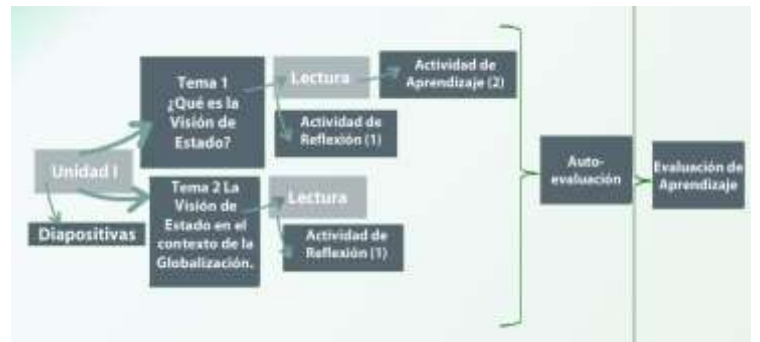 Unidad I
Diapositivas
Tema 1
¿Qué es la
Visión de
Estado?
Lectura
Actividad de
Aprendizaje (2)
Actividad de
Reflexión (1)
Tema 2 La
Visión de
Estado en el
contexto de la
Globalización.
Lectura
Actividad de
Reflexión (1)
Auto-
evaluación
Evaluación de
Aprendizaje